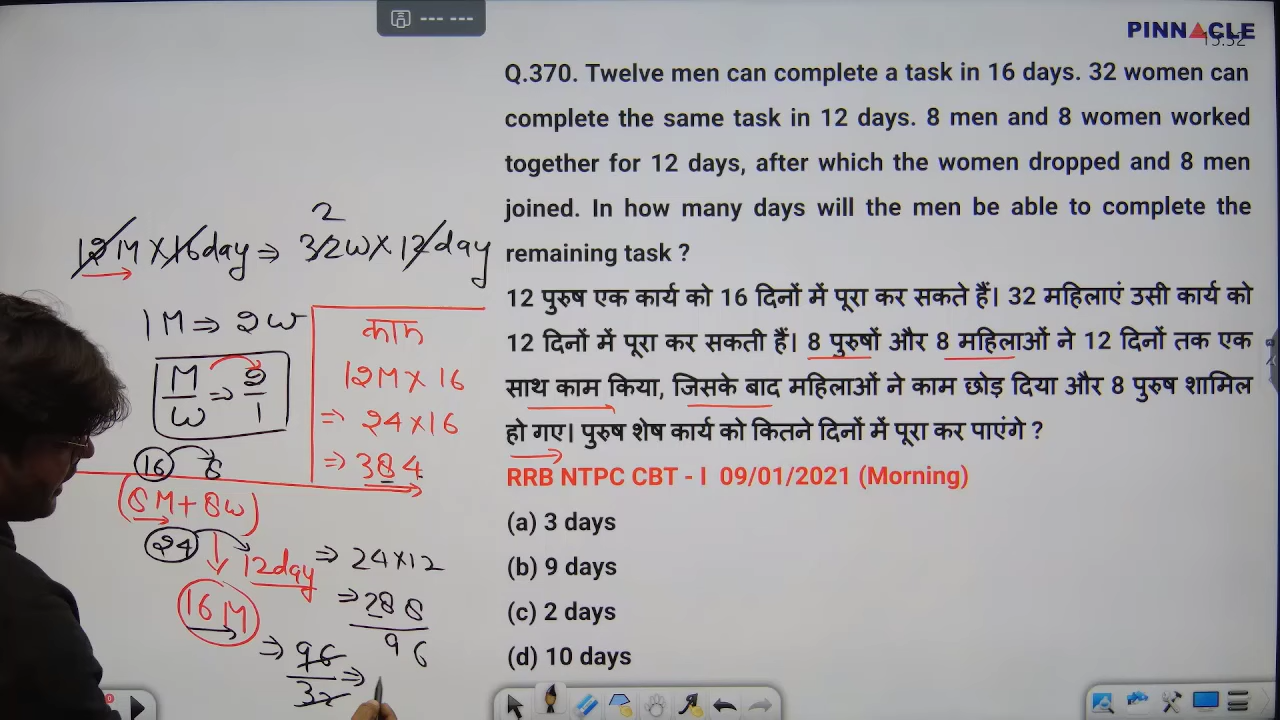 PINNACLE
15:52
Q.370. Twelve men can complete a task in 16 days. 32 women can
complete the same task in 12 days. 8 men and 8 women worked
together for 12 days, after which the women dropped and 8 men
joined. In how many days will the men be able to complete the
remaining task ?
12 पुरुष एक कार्य को 16 दिनों में पूरा कर सकते हैं। 32 महिलाएं उसी कार्य को
12 दिनों में पूरा कर सकती हैं। 8 पुरुषों और 8 महिलाओं ने 12 दिनों तक एक
साथ काम किया, जिसके बाद महिलाओं ने काम छोड़ दिया और 8 पुरुष शामिल
हो गए। पुरुष शेष कार्य को कितने दिनों में पूरा कर पाएंगे ?
RRB NTPC CBT - I 09/01/2021 (Morning)
(a) 3 days
(b) 9 days
(c) 2 days
(d) 10 days
2
12M×16day⇒ 32W×12day
1M⇒ 2W
M/W ⇒ 2/1
काम
12M×16
⇒ 24×16
⇒ 384
16 8
(8M+8W)
24
12day ⇒ 24×12
⇒ 288
96
16M
⇒ 96/32 ⇒